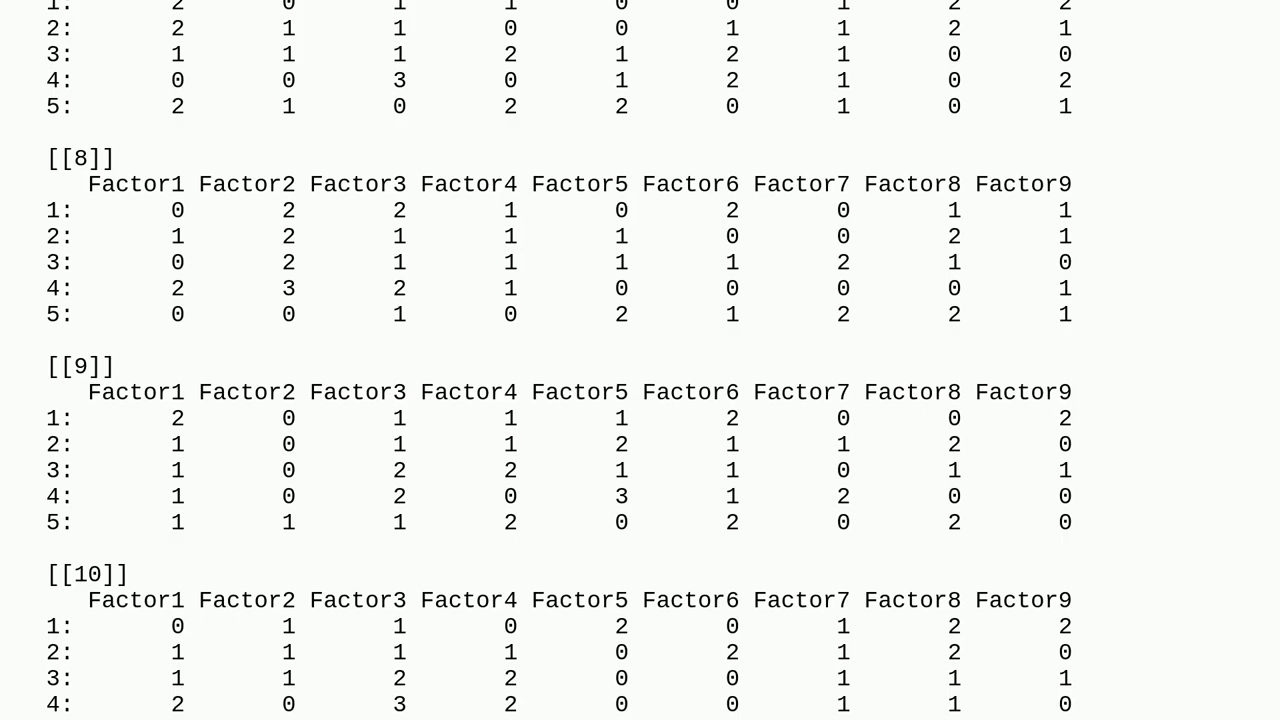 1: 2 0 1 1 0 0 1 2 2
2: 2 1 1 0 0 1 1 2 1
3: 1 1 1 2 1 2 1 0 0
4: 0 0 3 0 1 2 1 0 2
5: 2 1 0 2 2 0 1 0 1
[[8]]
Factor1 Factor2 Factor3 Factor4 Factor5 Factor6 Factor7 Factor8 Factor9
1: 0 2 2 1 0 2 0 1 1
2: 1 2 1 1 1 0 0 2 1
3: 0 2 1 1 1 1 2 1 0
4: 2 3 2 1 0 0 0 0 1
5: 0 0 1 0 2 1 2 2 1
[[9]]
Factor1 Factor2 Factor3 Factor4 Factor5 Factor6 Factor7 Factor8 Factor9
1: 2 0 1 1 1 2 0 0 2
2: 1 0 1 1 2 1 1 2 0
3: 1 0 2 2 1 1 0 1 1
4: 1 0 2 0 3 1 2 0 0
5: 1 1 1 2 0 2 0 2 0
[[10]]
Factor1 Factor2 Factor3 Factor4 Factor5 Factor6 Factor7 Factor8 Factor9
1: 0 1 1 0 2 0 1 2 2
2: 1 1 1 1 0 2 1 2 0
3: 1 1 2 2 0 0 1 1 1
4: 2 0 3 2 0 0 1 1 0